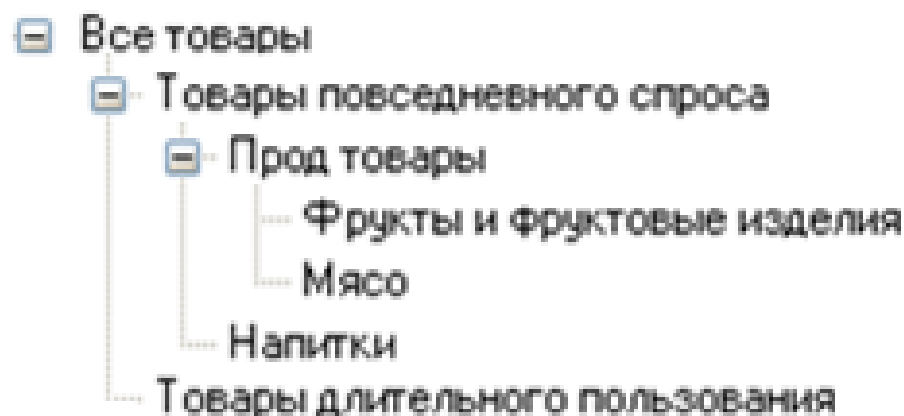 Все товары
Товары повседневного спроса
Прод товары
Фрукты и фруктовые изделия
Мясо
Напитки
Товары длительного пользования